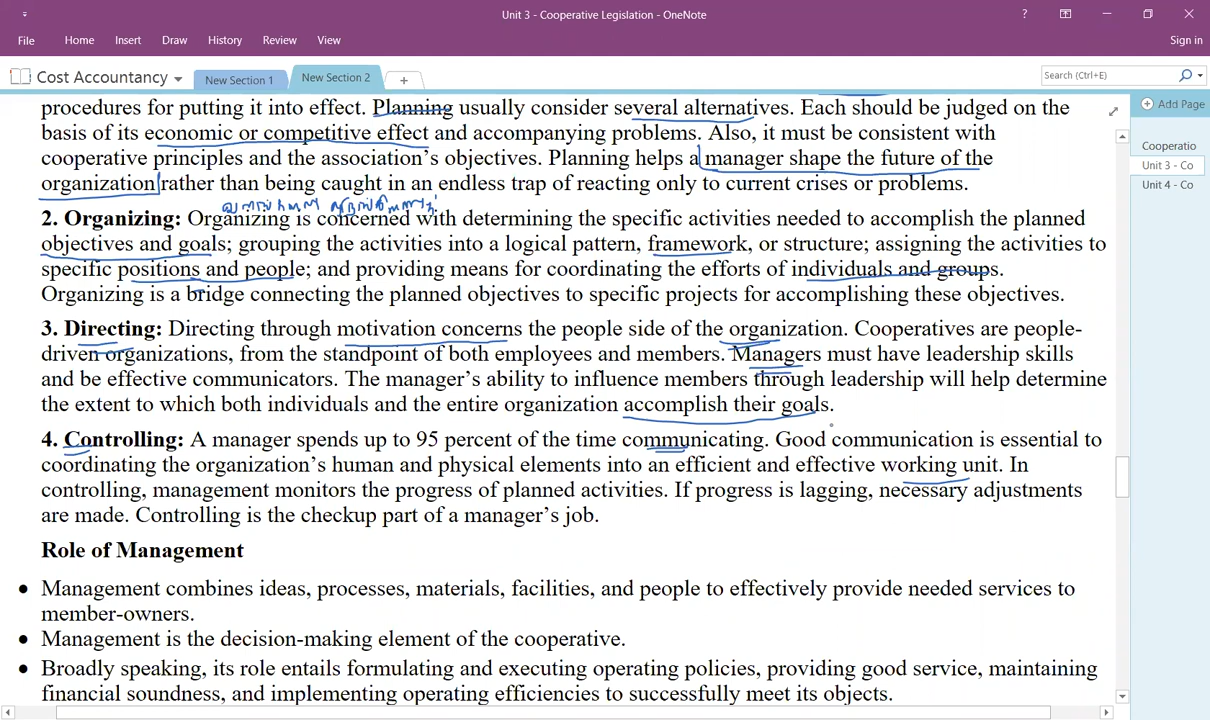 Unit 3 - Cooperative Legislation - OneNote
?
File Home Insert Draw History Review View
Sign in
Cost Accountancy New Section 1 New Section 2 +
Search (Ctrl+E)
Add Page
Cooperatio
Unit 3 - Co
Unit 4 - Co
procedures for putting it into effect. Planning usually consider several alternatives. Each should be judged on the
basis of its economic or competitive effect and accompanying problems. Also, it must be consistent with
cooperative principles and the association's objectives. Planning helps a manager shape the future of the
organization rather than being caught in an endless trap of reacting only to current crises or problems.
2. Organizing: Organizing is concerned with determining the specific activities needed to accomplish the planned
objectives and goals; grouping the activities into a logical pattern, framework, or structure; assigning the activities to
specific positions and people; and providing means for coordinating the efforts of individuals and groups.
Organizing is a bridge connecting the planned objectives to specific projects for accomplishing these objectives.
3. Directing: Directing through motivation concerns the people side of the organization. Cooperatives are people-
driven organizations, from the standpoint of both employees and members. Managers must have leadership skills
and be effective communicators. The manager's ability to influence members through leadership will help determine
the extent to which both individuals and the entire organization accomplish their goals.
4. Controlling: A manager spends up to 95 percent of the time communicating. Good communication is essential to
coordinating the organization's human and physical elements into an efficient and effective working unit. In
controlling, management monitors the progress of planned activities. If progress is lagging, necessary adjustments
are made. Controlling is the checkup part of a manager's job.
Role of Management
● Management combines ideas, processes, materials, facilities, and people to effectively provide needed services to
member-owners.
● Management is the decision-making element of the cooperative.
● Broadly speaking, its role entails formulating and executing operating policies, providing good service, maintaining
financial soundness, and implementing operating efficiencies to successfully meet its objects.